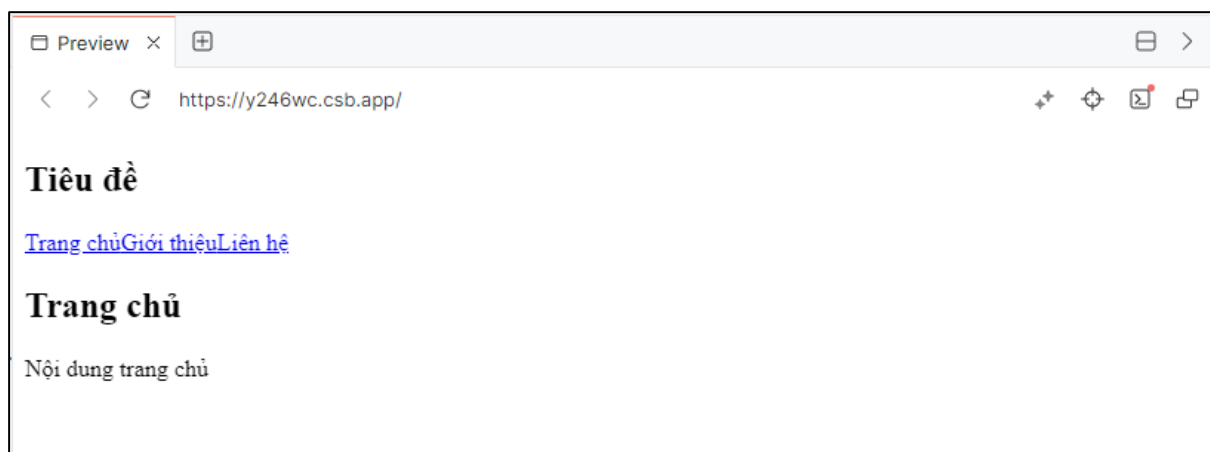 Preview
https://y246wc.csb.app/
Tiêu đề
Trang chủGiới thiệuLiên hệ
Trang chủ
Nội dung trang chủ